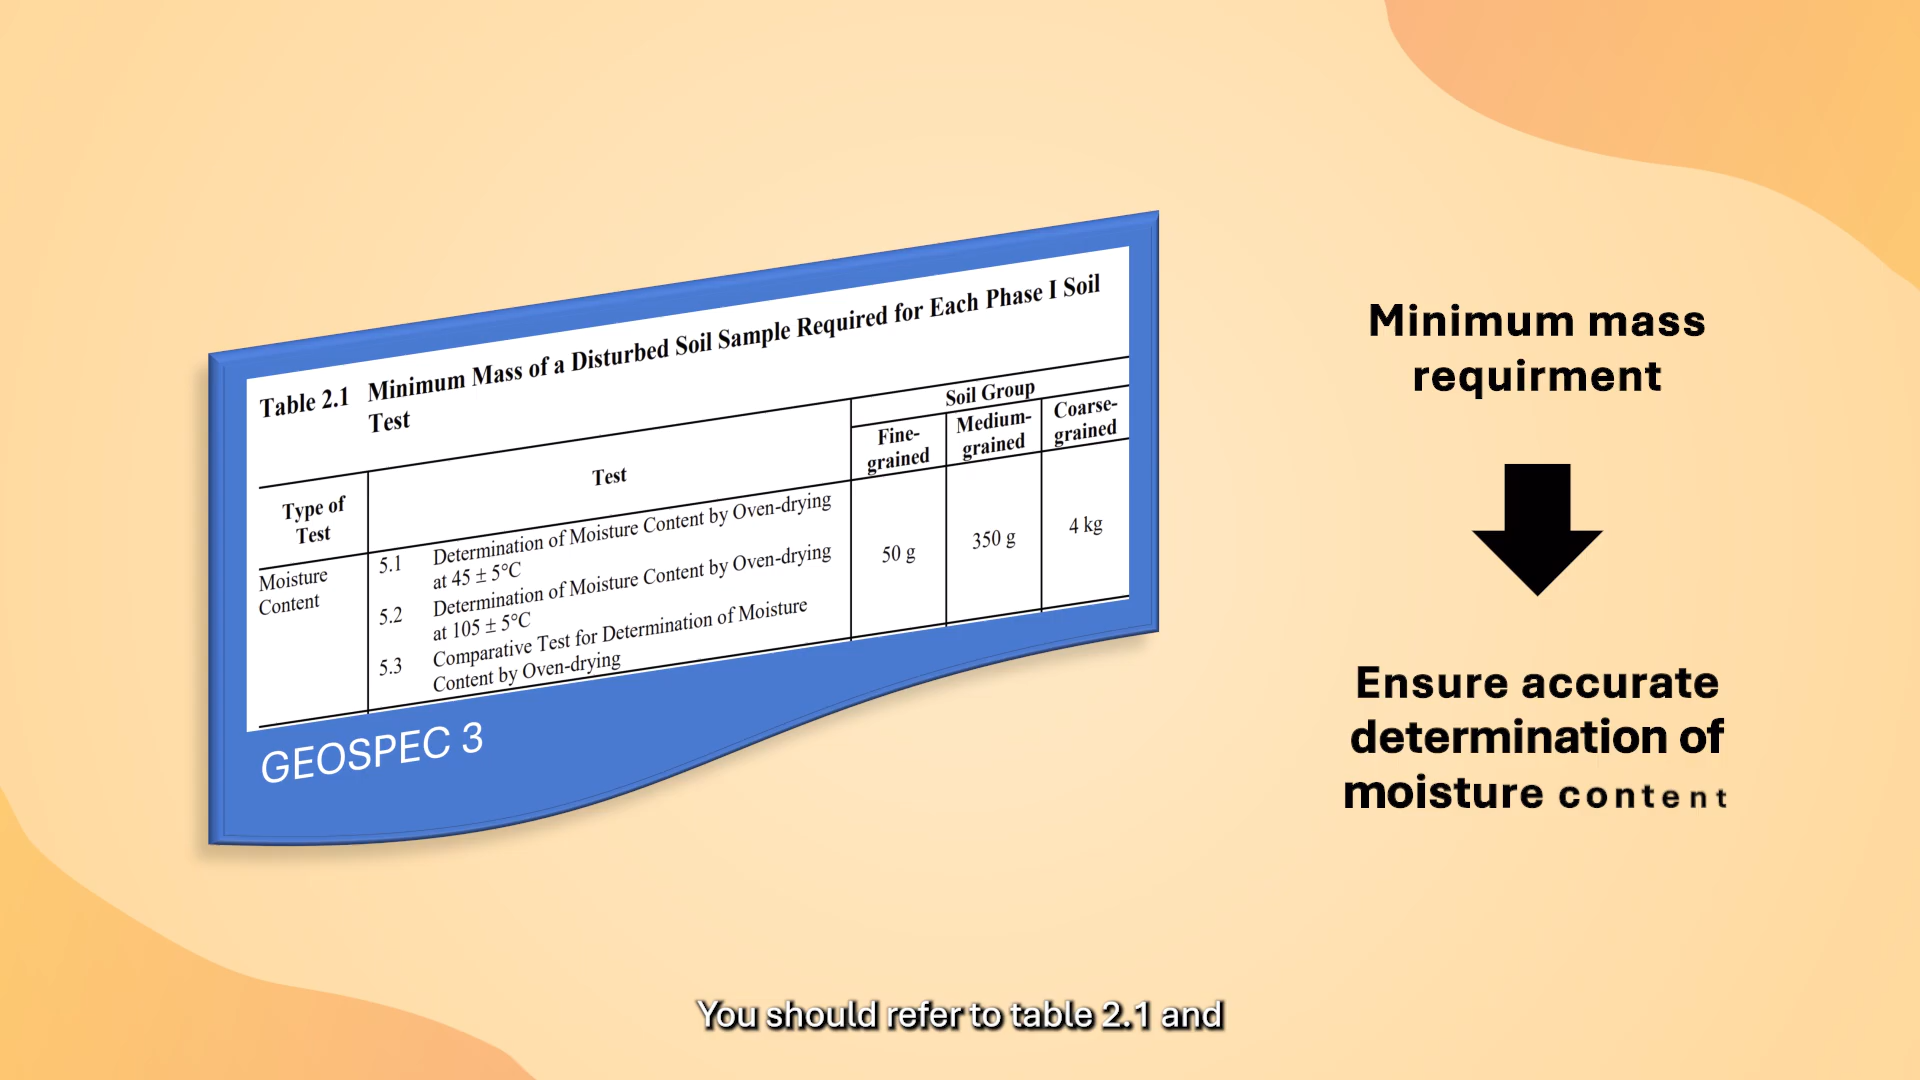 Table 2.1 Minimum Mass of a Disturbed Soil Sample Required for Each Phase I Soil
Test
Type of
Test
Test
Soil Group
Fine-
grained
Medium-
grained
Coarse-
grained
Moisture
Content
5.1 Determination of Moisture Content by Oven-drying
at 45 ± 5°C
5.2 Determination of Moisture Content by Oven-drying
at 105 ± 5°C
5.3 Comparative Test for Determination of Moisture
Content by Oven-drying
50 g
350 g
4 kg
GEOSPEC 3
Minimum mass
requirment
Ensure accurate
determination of
moisture content
You should refer to table 2.1 and